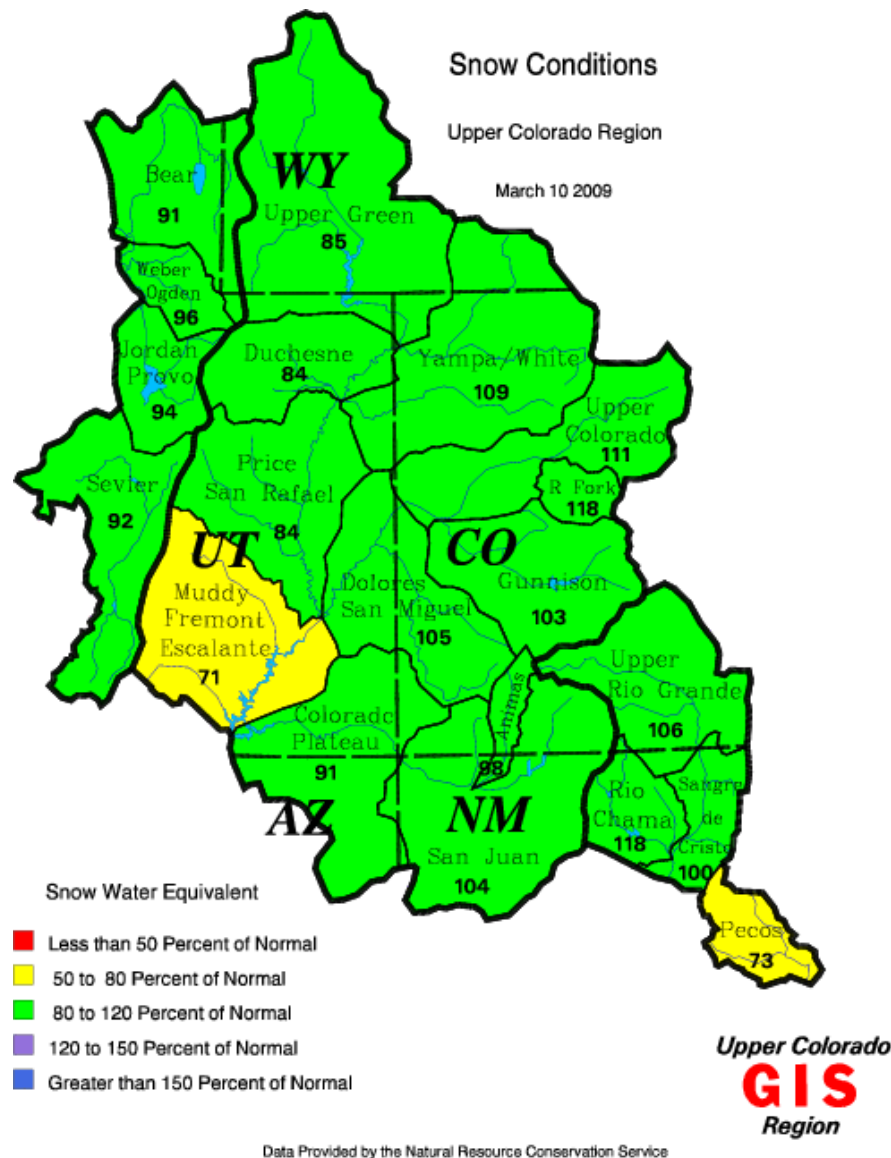 Snow Conditions
Upper Colorado Region
March 10 2009
Bear
91
WY
Upper Green
85
Weber
Ogden
96
Jordan
Provo
94
Duchesne
84
Yampa/White
109
Upper
Colorado
111
R Fork
118
Sevier
92
Price
San Rafael
84
UT
CO
Gunnison
103
Muddy
Fremont
Escalante
71
Dolores
San Miguel
105
Upper
Rio Grande
106
Animas
98
Colorado
Plateau
91
AZ
NM
San Juan
104
Rio
Chama
118
Sangre
de
Cristo
100
Pecos
73
Snow Water Equivalent
Less than 50 Percent of Normal
50 to 80 Percent of Normal
80 to 120 Percent of Normal
120 to 150 Percent of Normal
Greater than 150 Percent of Normal
Upper Colorado
GIS
Region
Data Provided by the Natural Resource Conservation Service